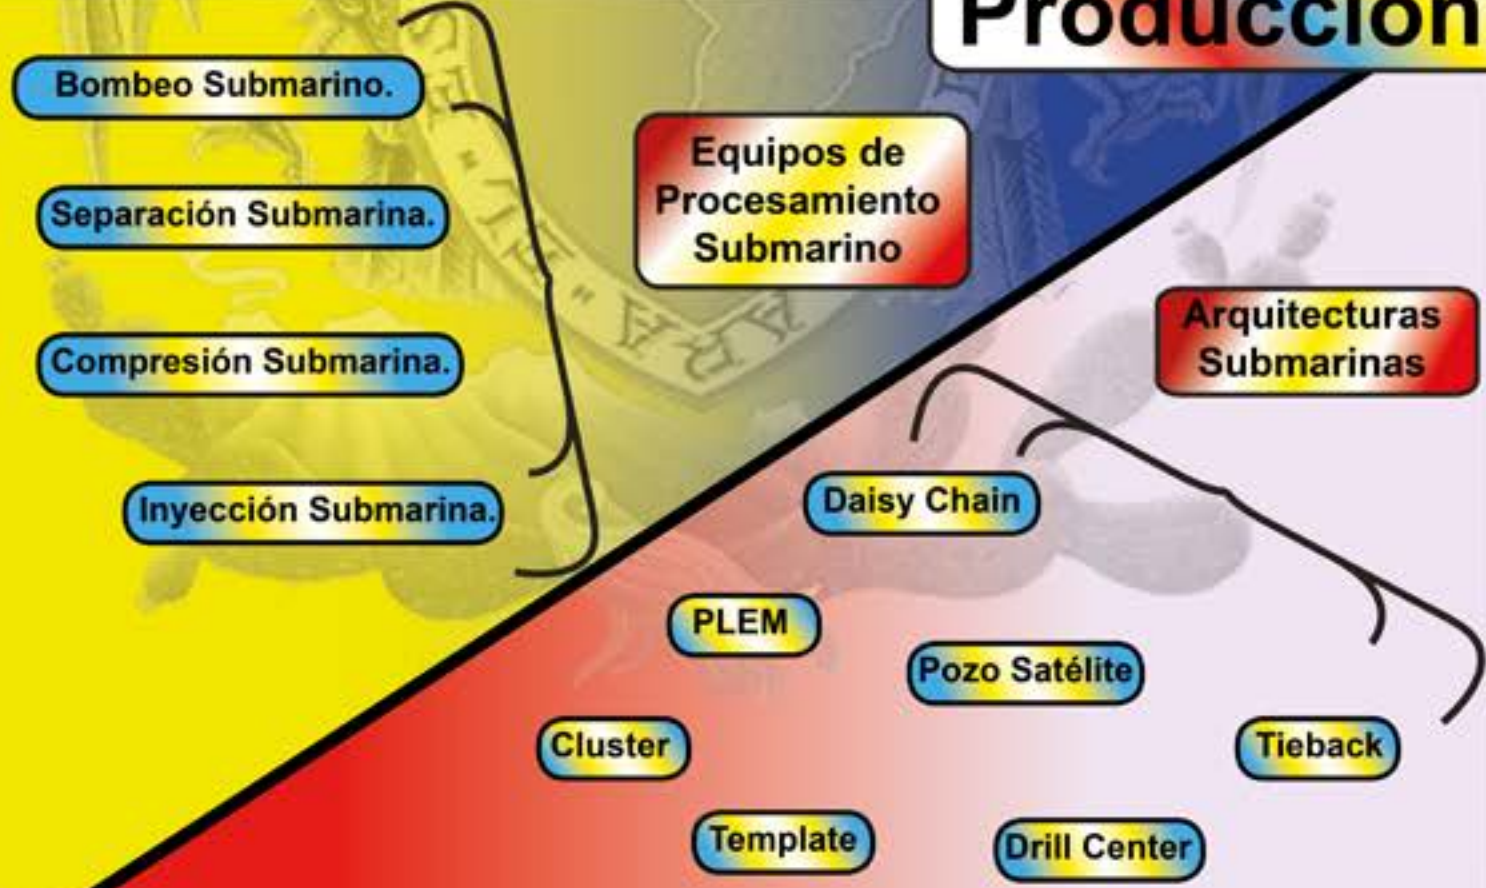 Producción
Bombeo Submarino.
Equipos de
Procesamiento
Submarino
Separación Submarina.
Arquitecturas
Submarinas
Compresión Submarina.
Inyección Submarina.
Daisy Chain
PLEM
Pozo Satélite
Cluster
Tieback
Template
Drill Center